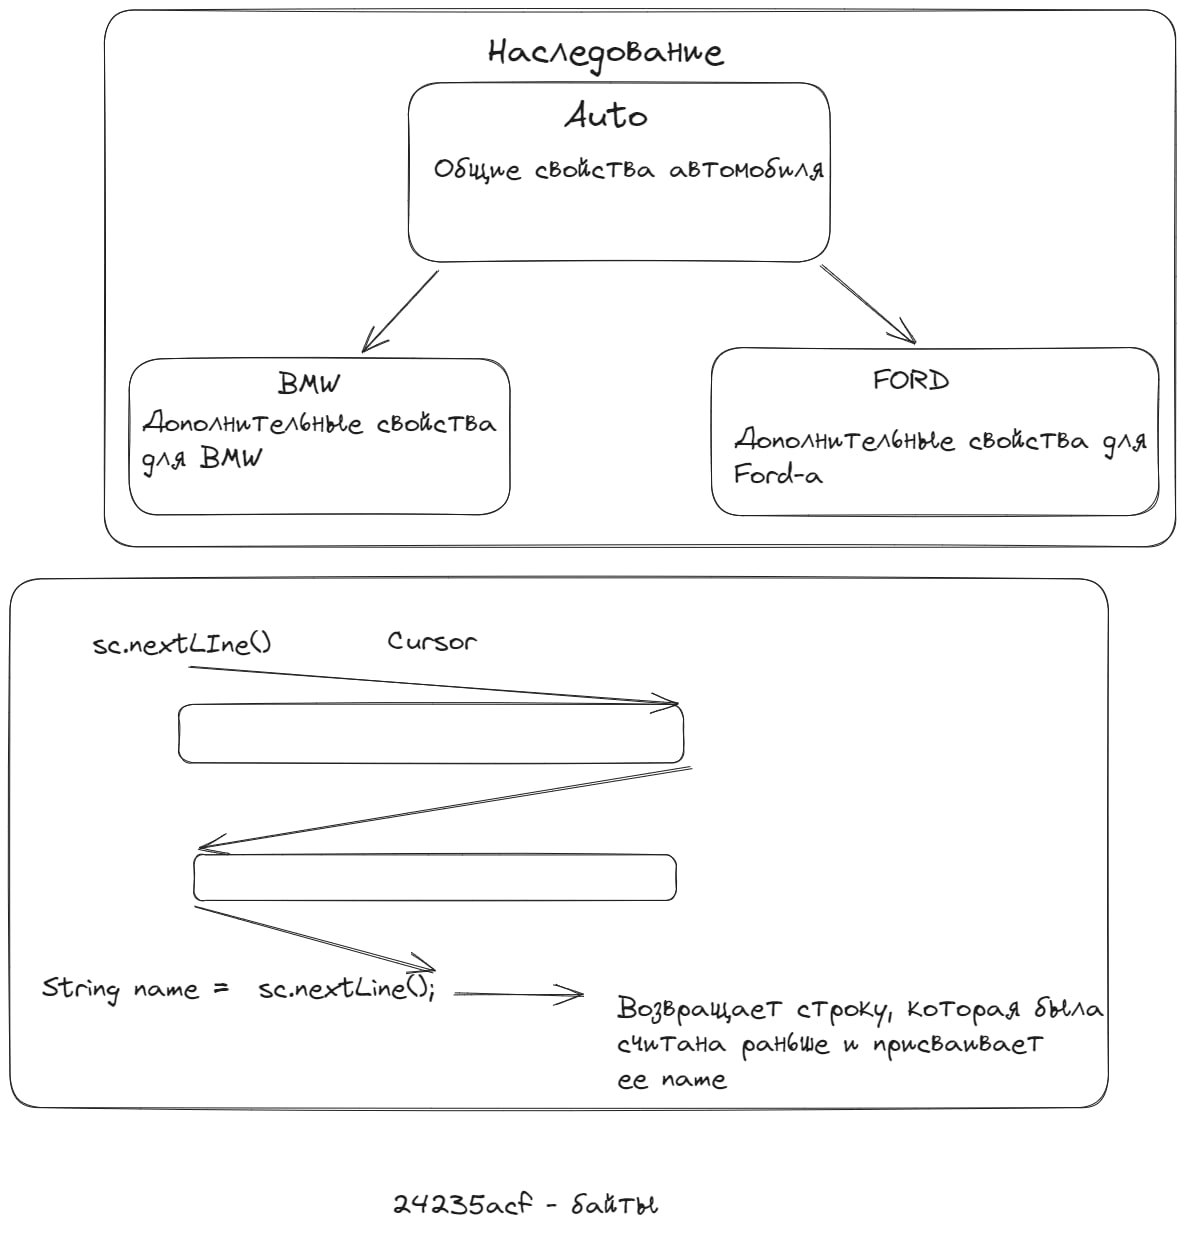 Наследование
Auto
Общие свойства автомобиля
BMW
Дополнительные свойства
для BMW
FORD
Дополнительные свойства для
Ford-а
sc.nextLIne()
Cursor
String name = sc.nextLine();
Возвращает строку, которая была
считана раньше и присваивает
ее name
24235acf - байты